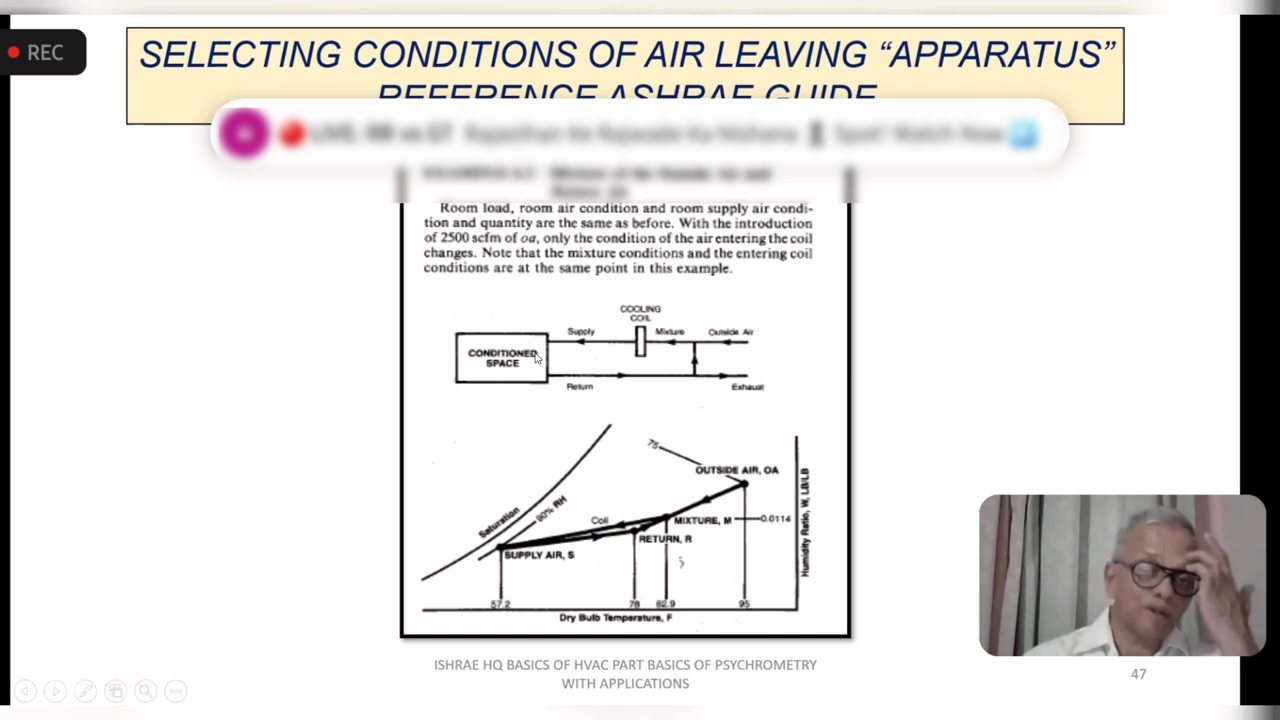 REC
SELECTING CONDITIONS OF AIR LEAVING “APPARATUS”
REFERENCE ASHRAE GUIDE
Room load, room air condition and room supply air condi-
tion and quantity are the same as before. With the introduction
of 2500 scfm of oa, only the condition of the air entering the coil
changes. Note that the mixture conditions and the entering coil
conditions are at the same point in this example.
COOLING
COIL
Supply
Mixture
Outside Air
CONDITIONED
SPACE
Return
Exhaust
75
OUTSIDE AIR, OA
Saturation
90% RH
Coil
MIXTURE, M
0.0114
RETURN, R
SUPPLY AIR, S
Humidity Ratio, W, LB/LB
57.2
78
82.9
95
Dry Bulb Temperature, F
ISHRAE HQ BASICS OF HVAC PART BASICS OF PSYCHROMETRY
WITH APPLICATIONS
47